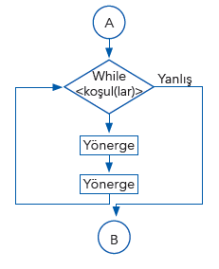 A
While
<koşul(lar)>
Yanlış
Yönerge
Yönerge
B